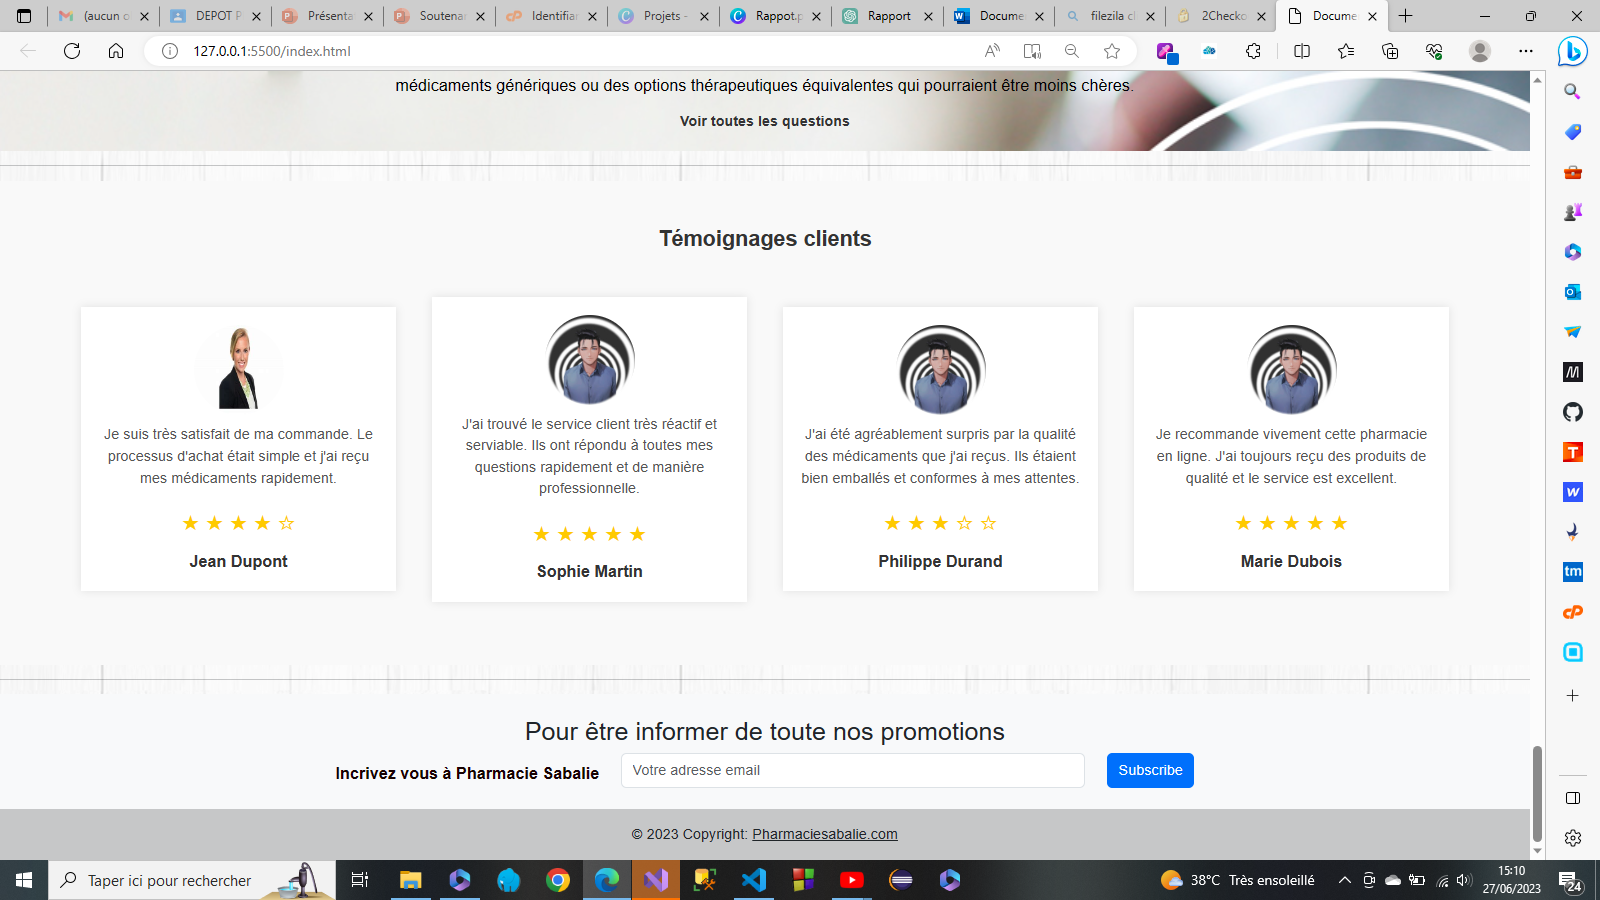 (aucun o
DEPOT P
Présenta
Soutenan
Identifian
Projets -
Rappot.p
Rapport
Docume
filezila cl
2Checko
Docume
127.0.0.1:5500/index.html
médicaments génériques ou des options thérapeutiques équivalentes qui pourraient être moins chères.
Voir toutes les questions
Témoignages clients
Je suis très satisfait de ma commande. Le
processus d'achat était simple et j'ai reçu
mes médicaments rapidement.
★ ★ ★ ★ ☆
Jean Dupont
J'ai trouvé le service client très réactif et
serviable. Ils ont répondu à toutes mes
questions rapidement et de manière
professionnelle.
★ ★ ★ ★ ★
Sophie Martin
J'ai été agréablement surpris par la qualité
des médicaments que j'ai reçus. Ils étaient
bien emballés et conformes à mes attentes.
★ ★ ★ ☆ ☆
Philippe Durand
Je recommande vivement cette pharmacie
en ligne. J'ai toujours reçu des produits de
qualité et le service est excellent.
★ ★ ★ ★ ★
Marie Dubois
Pour être informer de toute nos promotions
Incrivez vous à Pharmacie Sabalie
Votre adresse email
Subscribe
© 2023 Copyright: Pharmaciesabalie.com
Taper ici pour rechercher
38°C Très ensoleillé
15:10
27/06/2023
24